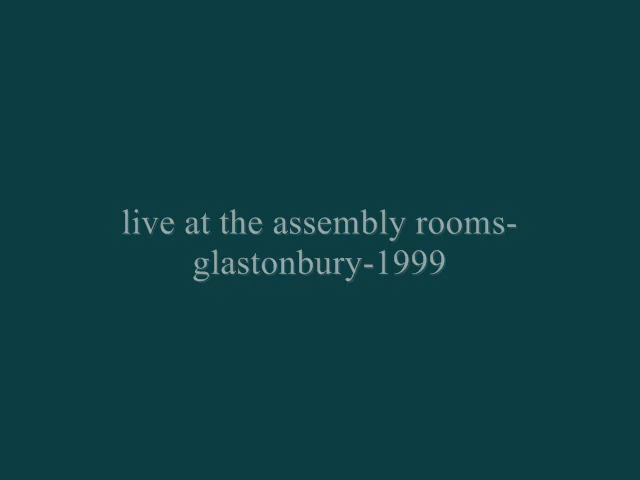 live at the assembly rooms-
glastonbury-1999